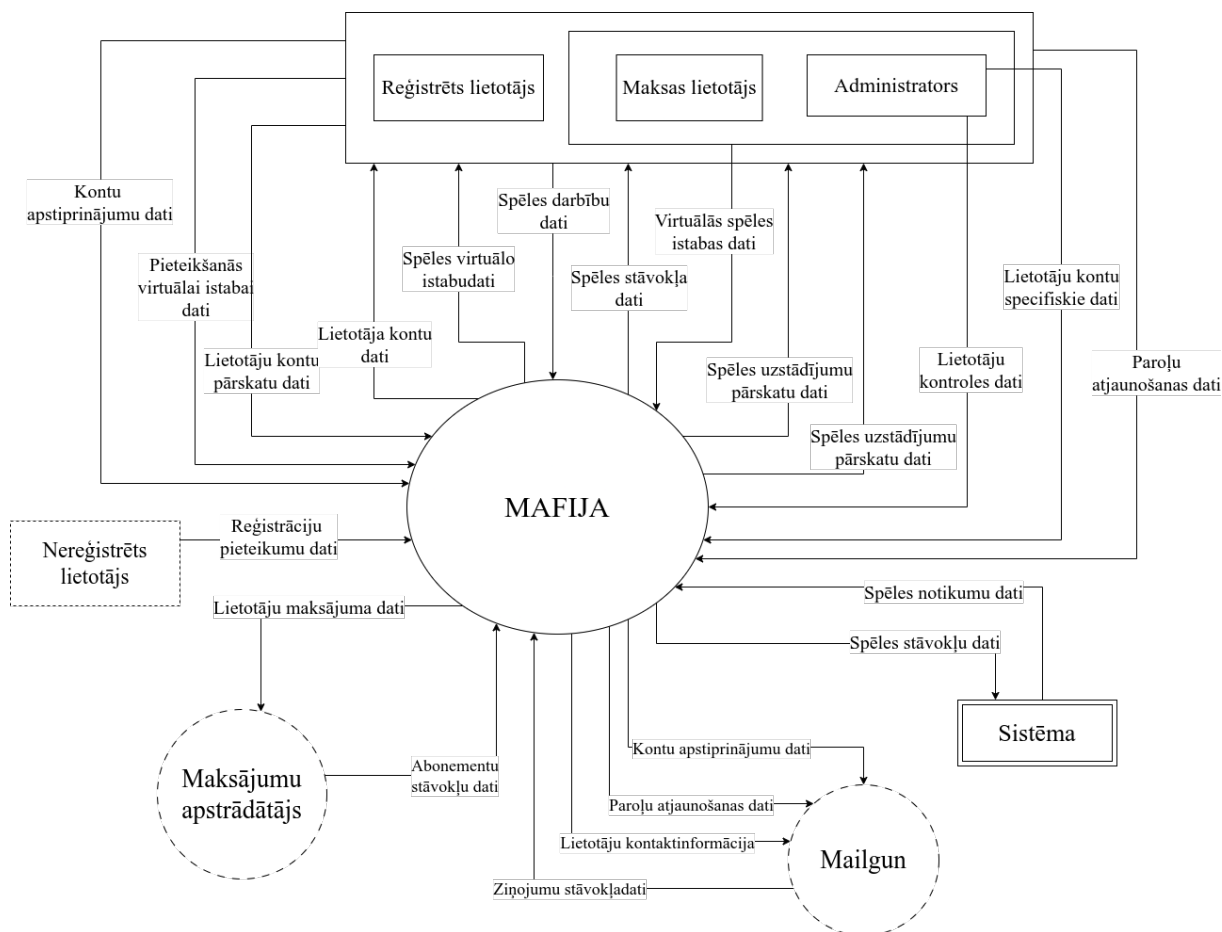 Reģistrēts lietotājs
Maksas lietotājs
Administrators
Kontu
apstiprinājumu dati
Pieteikšanās
virtuālai istabai
dati
Lietotāju kontu
pārskatu dati
Lietotāja kontu
dati
Spēles virtuālo
istabudati
Spēles darbību
dati
Spēles stāvokļa
dati
Virtuālās spēles
istabas dati
Spēles uzstādījumu
pārskatu dati
Spēles uzstādījumu
pārskatu dati
Lietotāju
kontroles dati
Lietotāju kontu
specifiskie dati
Paroļu
atjaunošanas dati
MAFIJA
Nereģistrēts
lietotājs
Reģistrāciju
pieteikumu dati
Lietotāju maksājuma dati
Spēles notikumu dati
Spēles stāvokļu dati
Sistēma
Maksājumu
apstrādātājs
Abonementu
stāvokļu dati
Kontu apstiprinājumu dati
Paroļu atjaunošanas dati
Lietotāju kontaktinformācija
Ziņojumu stāvokļadati
Mailgun